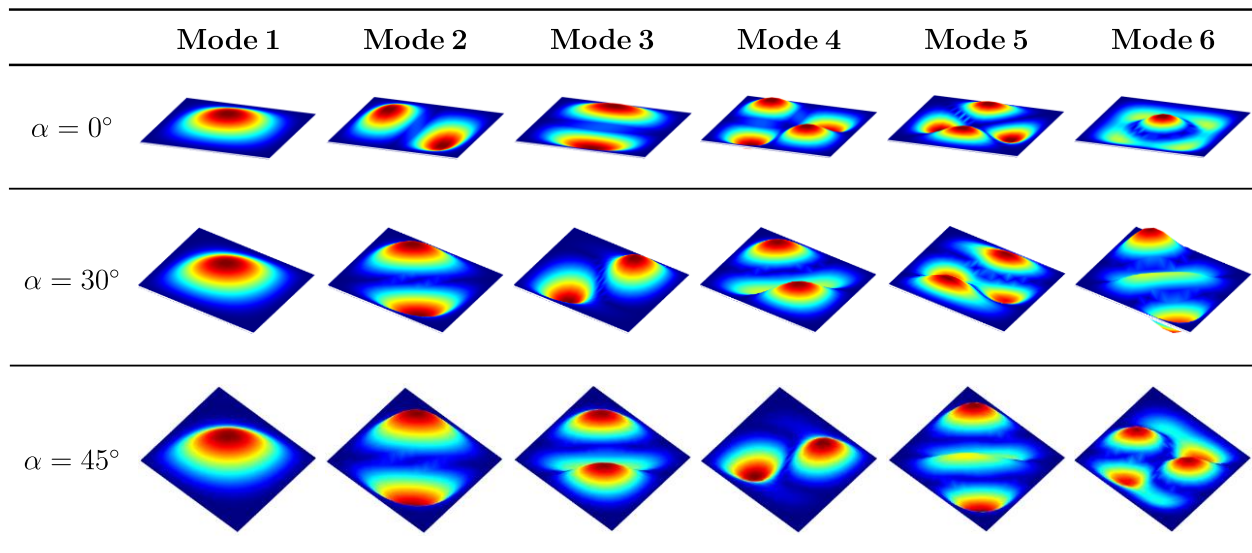 Mode 1 Mode 2 Mode 3 Mode 4 Mode 5 Mode 6
α = 0°
α = 30°
α = 45°